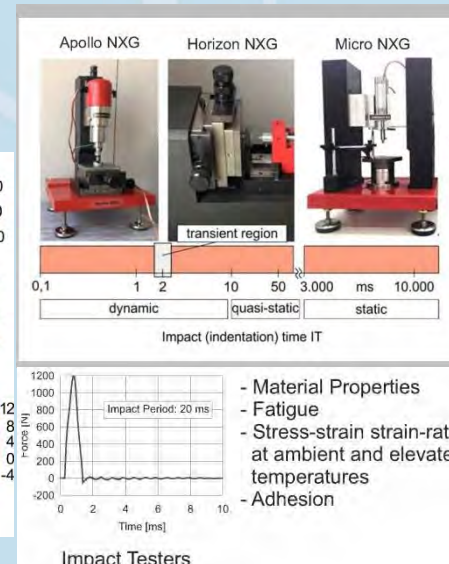 Apollo NXG Horizon NXG Micro NXG
transient region
0,1 1 2 10 50 3.000 ms 10.000
dynamic quasi-static static
Impact (indentation) time IT
0
0
0
12
8
4
0
-4
Force [N]
1200
1000
800
600
400
200
0
-200
Impact Period: 20 ms
0 2 4 6 8 10
Time [ms]
- Material Properties
- Fatigue
- Stress-strain strain-rat
at ambient and elevate
temperatures
- Adhesion
Impact Testers